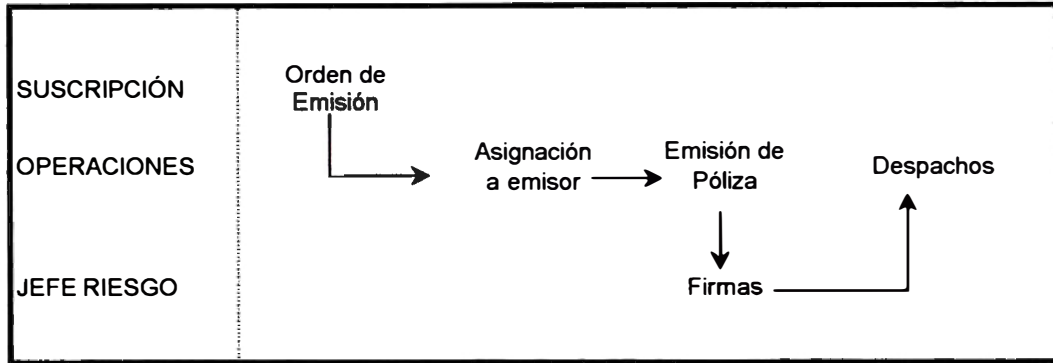 SUSCRIPCIÓN
Orden de
Emisión
OPERACIONES
Asignación
a emisor
Emisión de
Póliza
Despachos
JEFE RIESGO
Firmas